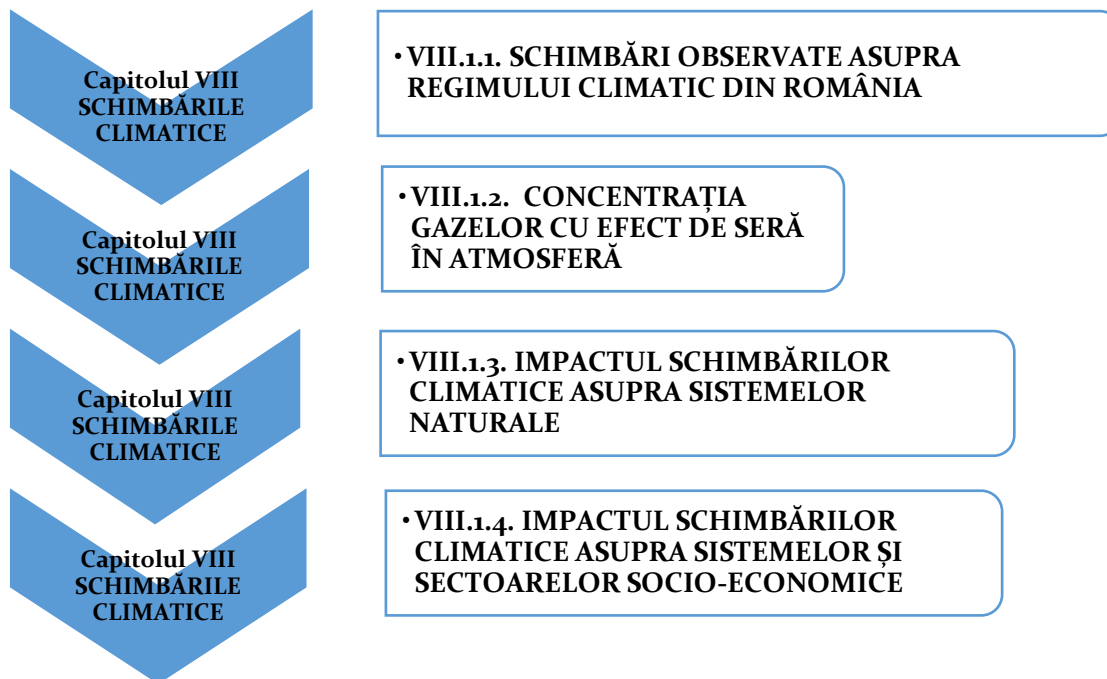 Capitolul VIII
SCHIMBĂRILE
CLIMATICE
•VIII.1.1. SCHIMBĂRI OBSERVATE ASUPRA
REGIMULUI CLIMATIC DIN ROMÂNIA
Capitolul VIII
SCHIMBĂRILE
CLIMATICE
•VIII.1.2. CONCENTRAȚIA
GAZELOR CU EFECT DE SERĂ
ÎN ATMOSFERĂ
Capitolul VIII
SCHIMBĂRILE
CLIMATICE
•VIII.1.3. IMPACTUL SCHIMBĂRILOR
CLIMATICE ASUPRA SISTEMELOR
NATURALE
Capitolul VIII
SCHIMBĂRILE
CLIMATICE
•VIII.1.4. IMPACTUL SCHIMBĂRILOR
CLIMATICE ASUPRA SISTEMELOR ȘI
SECTOARELOR SOCIO-ECONOMICE